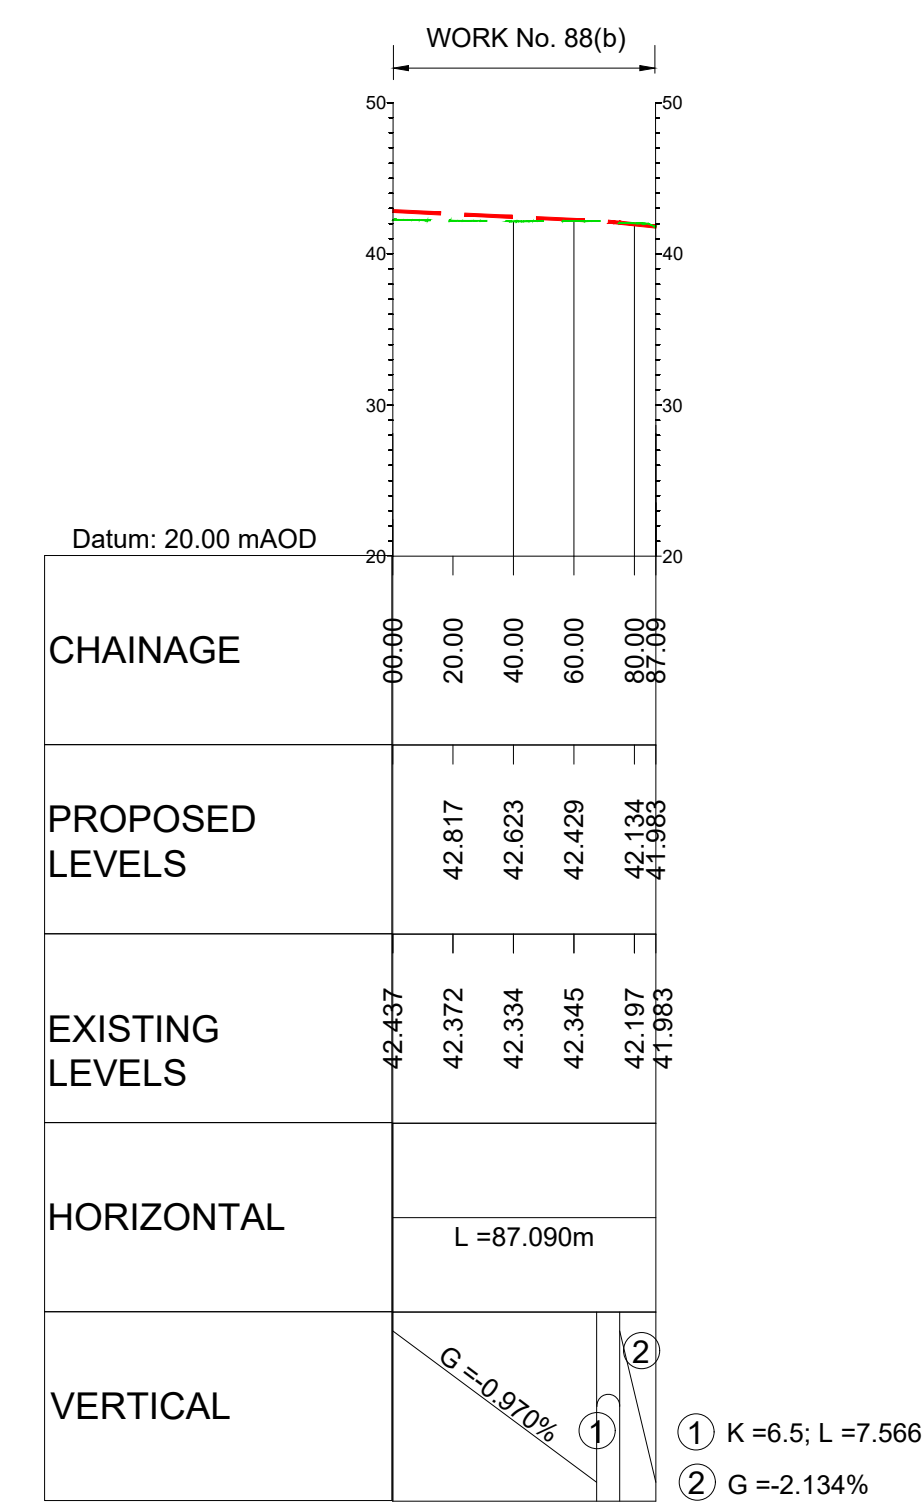 WORK No. 88(b)
50 50
40 40
30 30
Datum: 20.00 mAOD
20 20
CHAINAGE
00.00 20.00 40.00 60.00 80.00 87.09
PROPOSED
LEVELS
42.817 42.623 42.429 42.134 41.983
EXISTING
LEVELS
42.437 42.372 42.334 42.345 42.197 41.983
HORIZONTAL
L =87.090m
VERTICAL
G =-0.970%
1
2
1 K =6.5; L =7.566
2 G =-2.134%